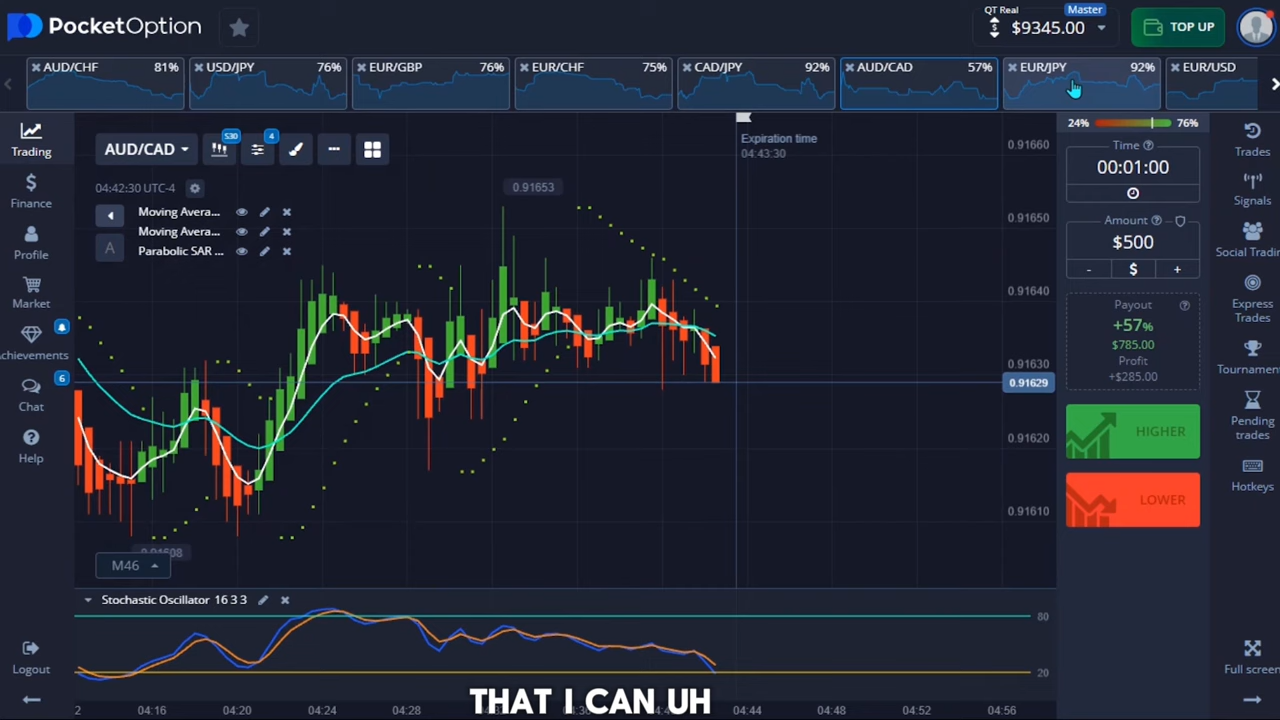 PocketOption
QT Real
Master
$9345.00
TOP UP
AUD/CHF 81%
USD/JPY 76%
EUR/GBP 76%
EUR/CHF 75%
CAD/JPY 92%
AUD/CAD 57%
EUR/JPY 92%
EUR/USD
Trading
Finance
Profile
Market
Achievements
Chat
6
Help
Logout
AUD/CAD
S30
4
04:42:30 UTC-4
Moving Avera...
Moving Avera...
A
Parabolic SAR ...
0.91653
0.91608
M46
Expiration time
04:43:30
0.91660
0.91650
0.91640
0.91630
0.91629
0.91620
0.91610
Stochastic Oscillator 16 3 3
80
20
2 04:16 04:20 04:24 04:28 04:44 04:48 04:52 04:56
24% 76%
Time
00:01:00
Amount
$500
- $ +
Payout
+57%
$785.00
Profit
+$285.00
HIGHER
LOWER
Trades
Signals
Social Tradi
Express
Trades
Tournamen
Pending
trades
Hotkeys
Full screen
THAT I CAN UH